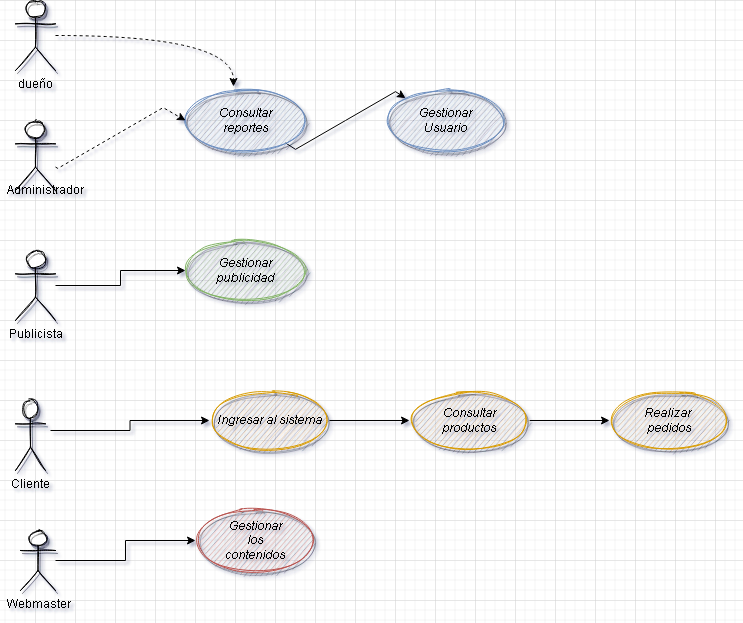 dueño
Consultar
reportes
Gestionar
Usuario
Administrador
Gestionar
publicidad
Publicista
Ingresar al sistema
Consultar
productos
Realizar
pedidos
Cliente
Gestionar
los
contenidos
Webmaster